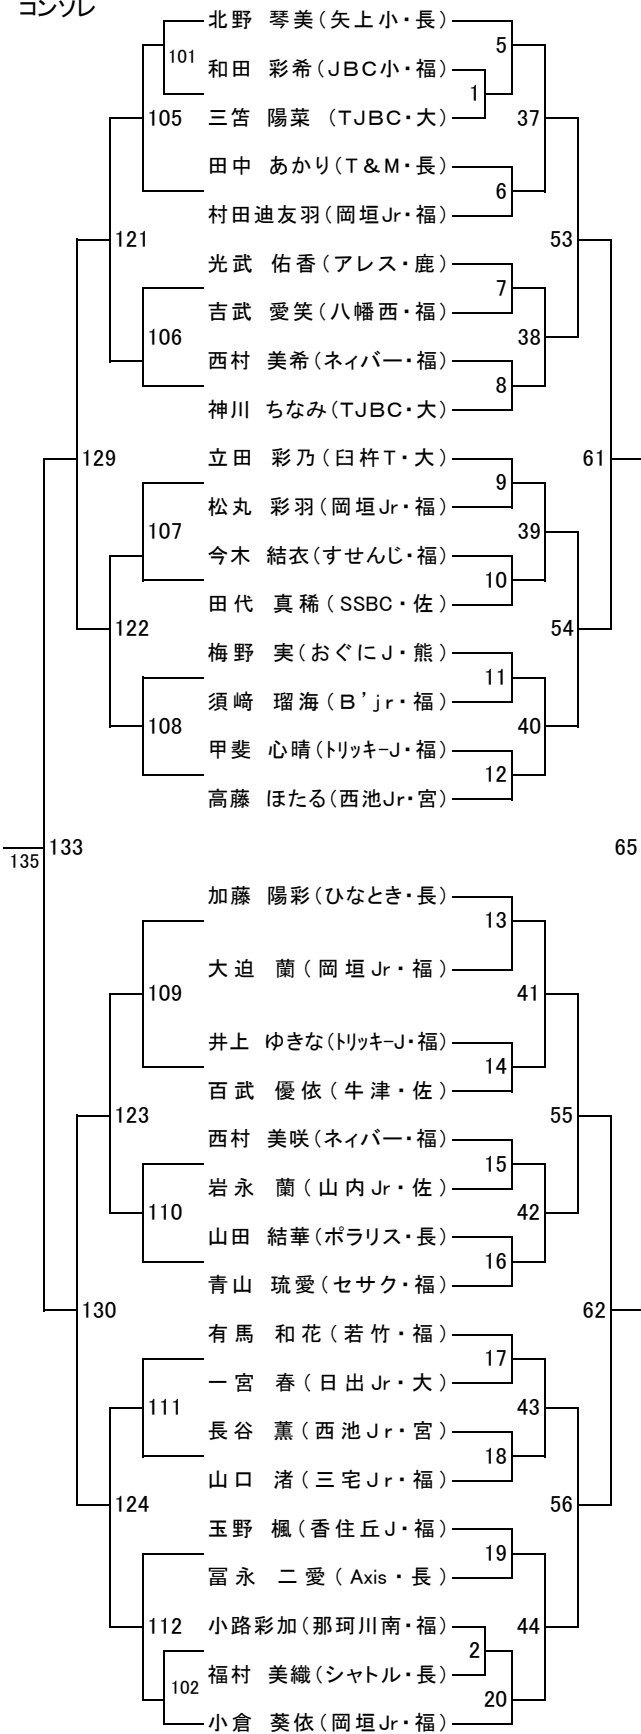 コンソレ
北野 琴美(矢上小・長)
5
101
和田 彩希(JBC小・福)
1
105 三笘 陽菜 (TJBC・大) 37
田中 あかり(T&M・長)
6
村田迪友羽(岡垣Jr・福)
121 53
光武 佑香(アレス・鹿)
7
吉武 愛笑(八幡西・福)
106 38
西村 美希(ネィバー・福)
8
神川 ちなみ(TJBC・大)
129 立田 彩乃(臼杵T・大) 61
9
松丸 彩羽(岡垣Jr・福)
107 39
今木 結衣(すせんじ・福)
10
田代 真稀(SSBC・佐)
122 54
梅野 実(おぐにJ・熊)
11
須﨑 瑠海(B’jr・福)
108 40
甲斐 心晴(トリッキーJ・福)
12
高藤 ほたる(西池Jr・宮)
135 133 65
加藤 陽彩(ひなとき・長)
13
大迫 蘭(岡垣Jr・福)
109 41
井上 ゆきな(トリッキーJ・福)
14
百武 優依(牛津・佐)
123 55
西村 美咲(ネィバー・福)
15
岩永 蘭(山内Jr・佐)
110 42
山田 結華(ポラリス・長)
16
青山 琉愛(セサク・福)
130 62
有馬 和花(若竹・福)
17
一宮 春(日出Jr・大)
111 43
長谷 薫(西池Jr・宮)
18
山口 渚(三宅Jr・福)
124 56
玉野 楓(香住丘J・福)
19
冨永 二愛(Axis・長)
112 小路彩加(那珂川南・福) 44
2
福村 美織(シャトル・長)
102 20
小倉 葵依(岡垣Jr・福)